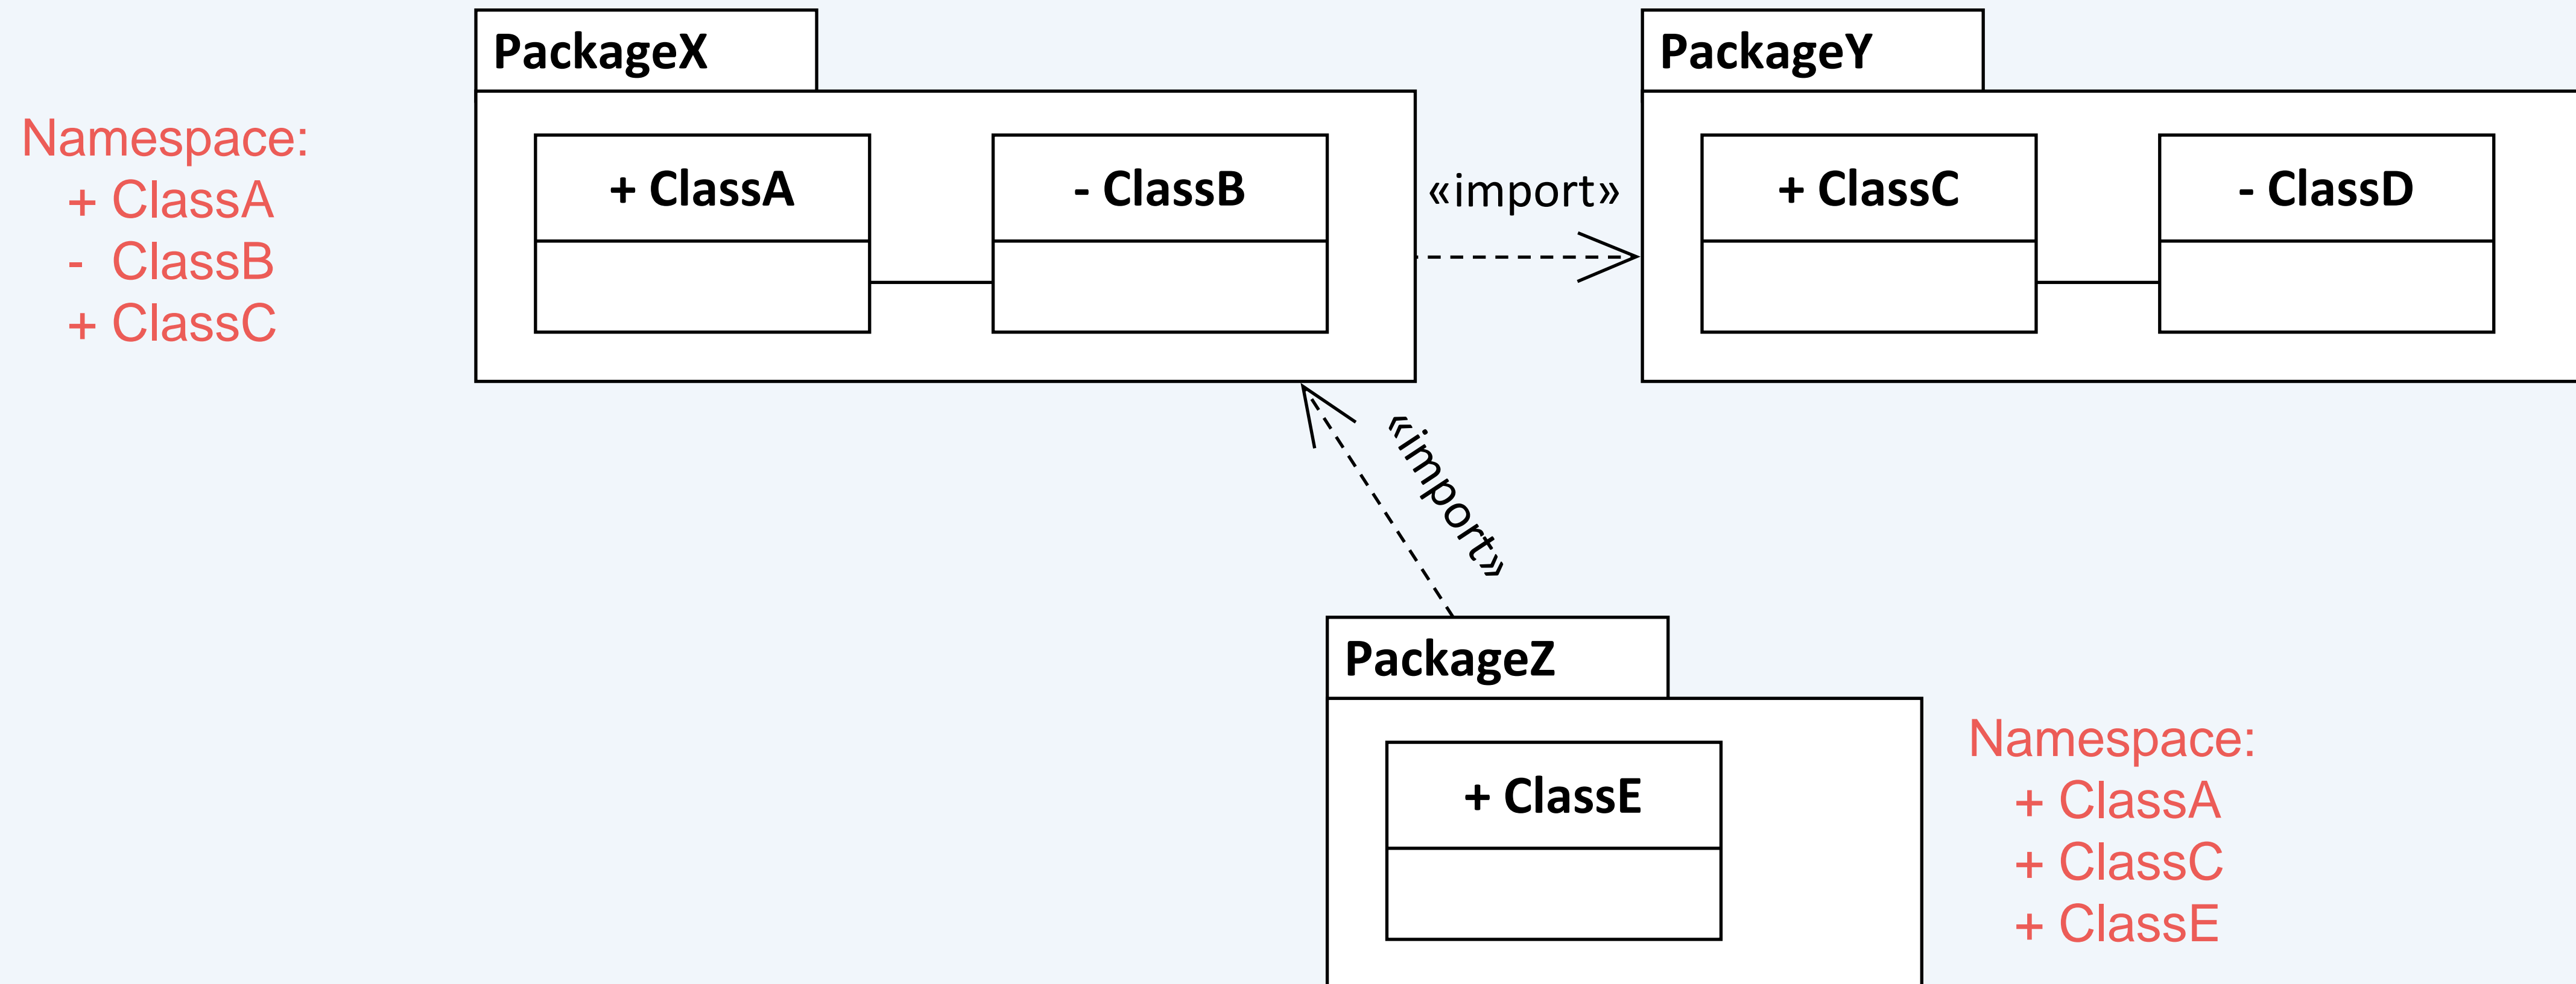 PackageX
PackageY
Namespace:
+ ClassA
- ClassB
+ ClassC
+ ClassA
- ClassB
«import»
+ ClassC
- ClassD
«import»
PackageZ
+ ClassE
Namespace:
+ ClassA
+ ClassC
+ ClassE